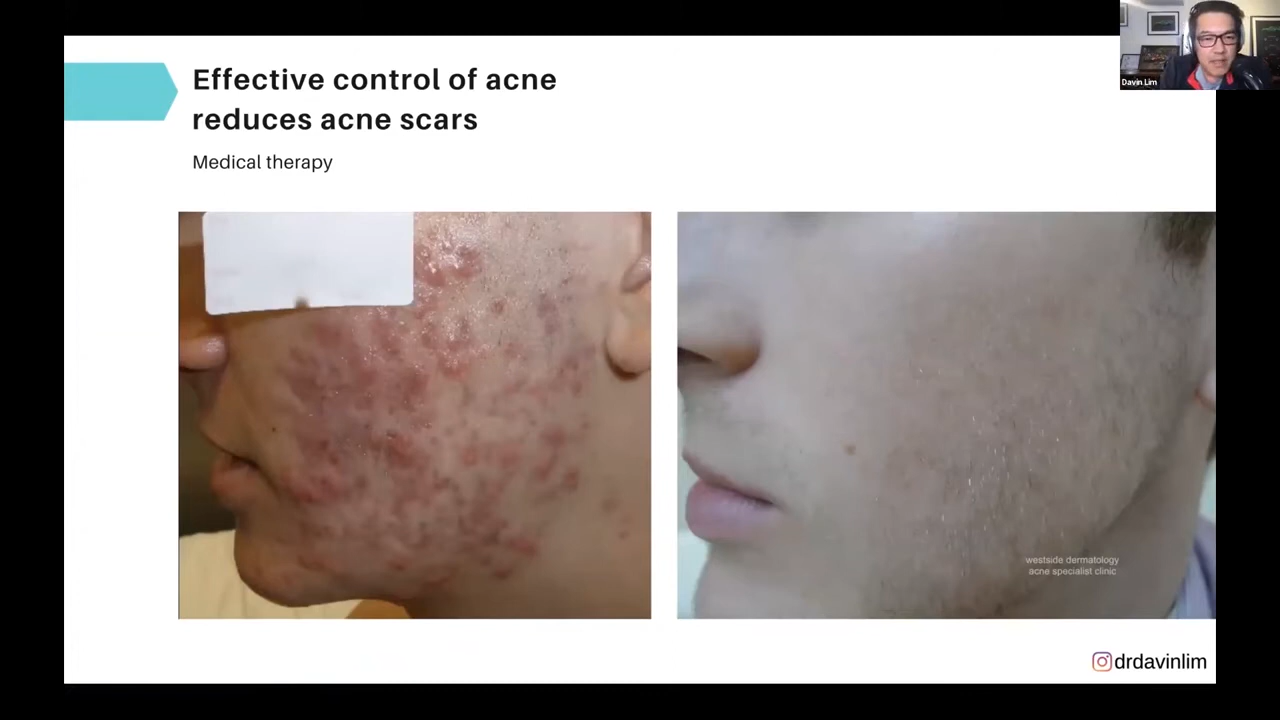 Effective control of acne
reduces acne scars
Medical therapy
Davin Lim
westside dermatology
acne specialist clinic
drdavinlim